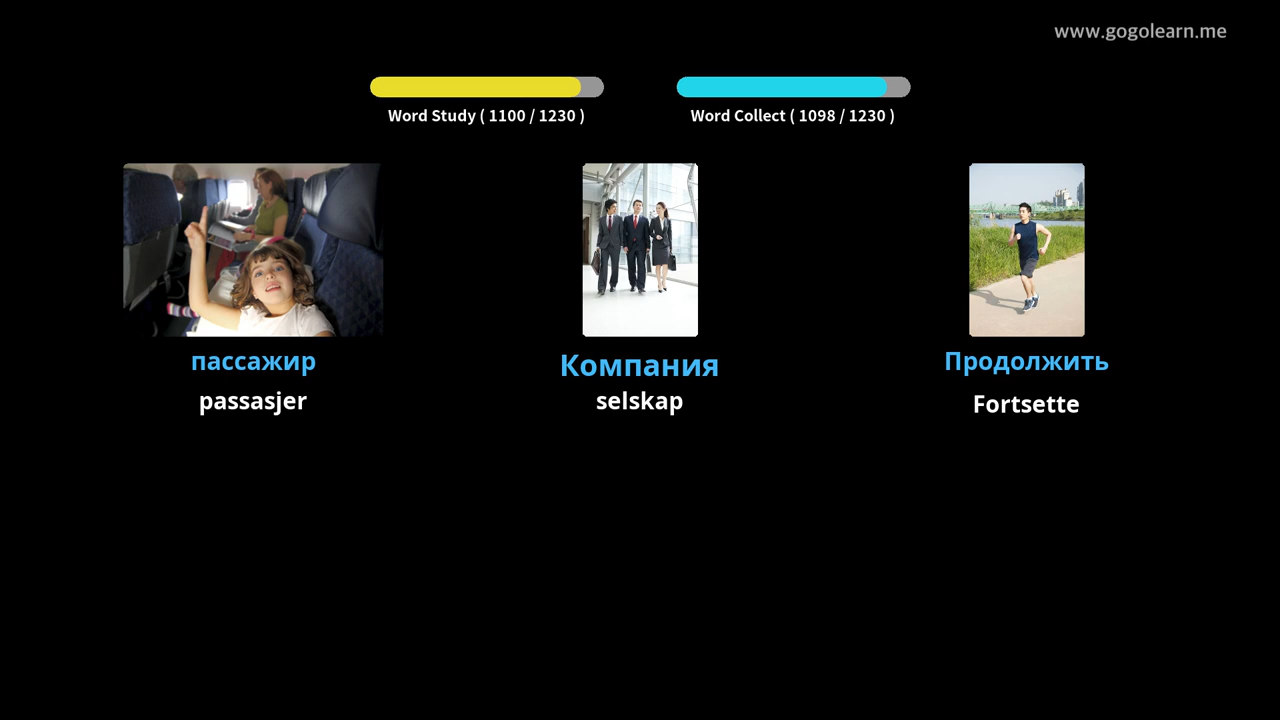 www.gogolearn.me
Word Study ( 1100 / 1230 )
Word Collect ( 1098 / 1230 )
пассажир
passasjer
Компания
selskap
Продолжить
Fortsette